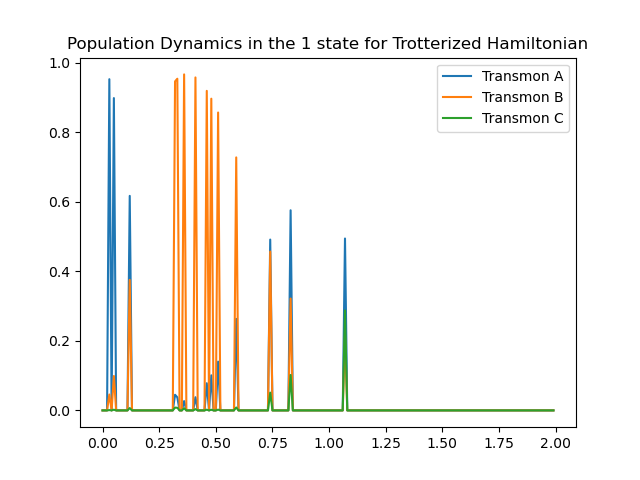 Population Dynamics in the 1 state for Trotterized Hamiltonian
Transmon A
Transmon B
Transmon C
1.0
0.8
0.6
0.4
0.2
0.0
0.00 0.25 0.50 0.75 1.00 1.25 1.50 1.75 2.00